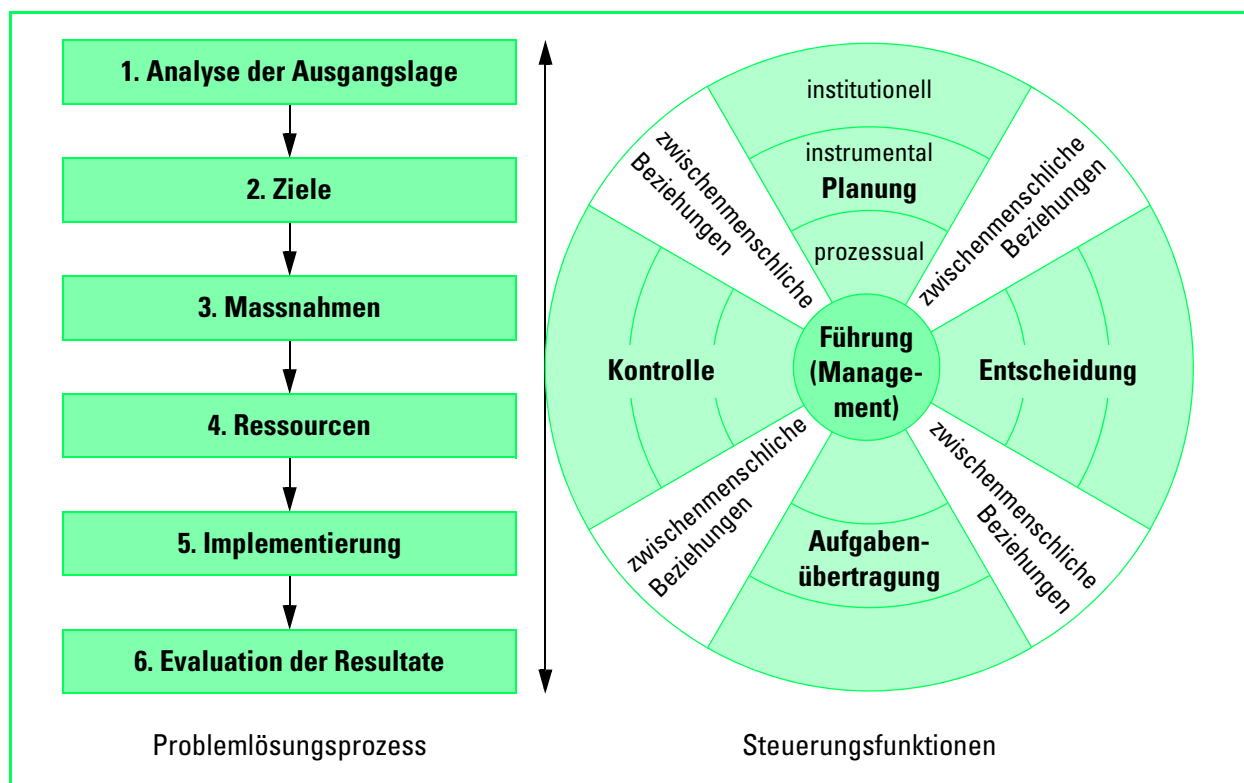 1. Analyse der Ausgangslage
2. Ziele
3. Massnahmen
4. Ressourcen
5. Implementierung
6. Evaluation der Resultate
Problemlösungsprozess
institutionell
instrumental
Planung
prozessual
zwischenmenschliche
Beziehungen
zwischenmenschliche
Beziehungen
Kontrolle
Führung
(Manage-
ment)
Entscheidung
zwischenmenschliche
Beziehungen
zwischenmenschliche
Beziehungen
Aufgaben-
übertragung
Steuerungsfunktionen